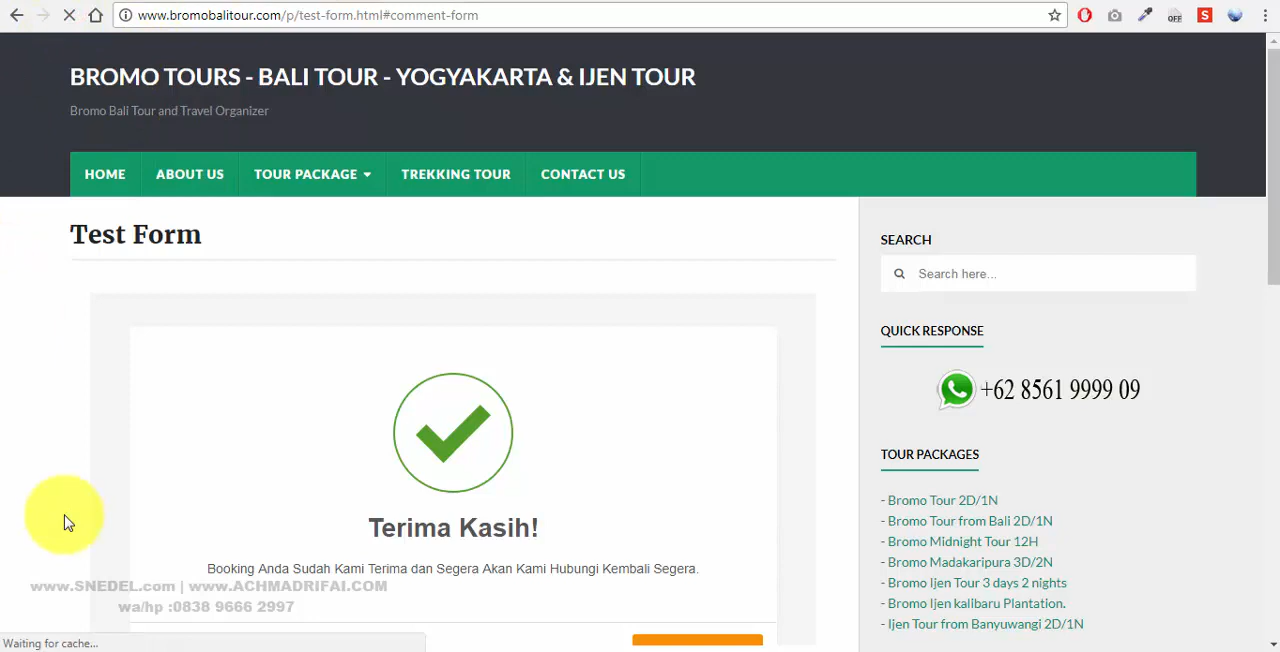 www.bromobalitour.com/p/test-form.html#comment-form
OFF
S
BROMO TOURS - BALI TOUR - YOGYAKARTA & IJEN TOUR
Bromo Bali Tour and Travel Organizer
HOME
ABOUT US
TOUR PACKAGE
TREKKING TOUR
CONTACT US
Test Form
Terima Kasih!
Booking Anda Sudah Kami Terima dan Segera Akan Kami Hubungi Kembali Segera.
www.SNEDEL.com | www.ACHMADRIFAI.COM
wa/hp :0838 9666 2997
Waiting for cache...
SEARCH
Search here...
QUICK RESPONSE
+62 8561 9999 09
TOUR PACKAGES
- Bromo Tour 2D/1N
- Bromo Tour from Bali 2D/1N
- Bromo Midnight Tour 12H
- Bromo Madakaripura 3D/2N
- Bromo Ijen Tour 3 days 2 nights
- Bromo Ijen kalibaru Plantation.
- Ijen Tour from Banyuwangi 2D/1N